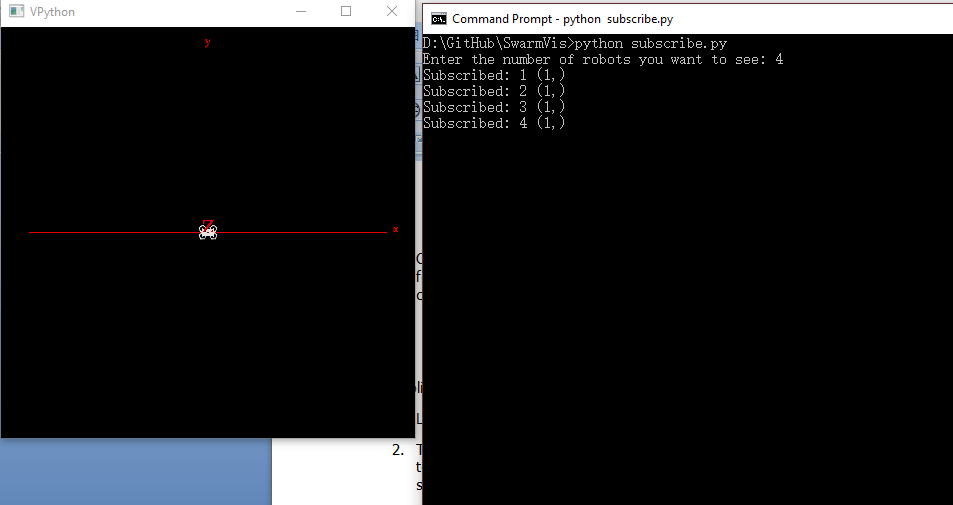 VPython
y
z
x
Command Prompt - python subscribe.py
D:\GitHub\SwarmVis>python subscribe.py
Enter the number of robots you want to see: 4
Subscribed: 1 (1,)
Subscribed: 2 (1,)
Subscribed: 3 (1,)
Subscribed: 4 (1,)
2.